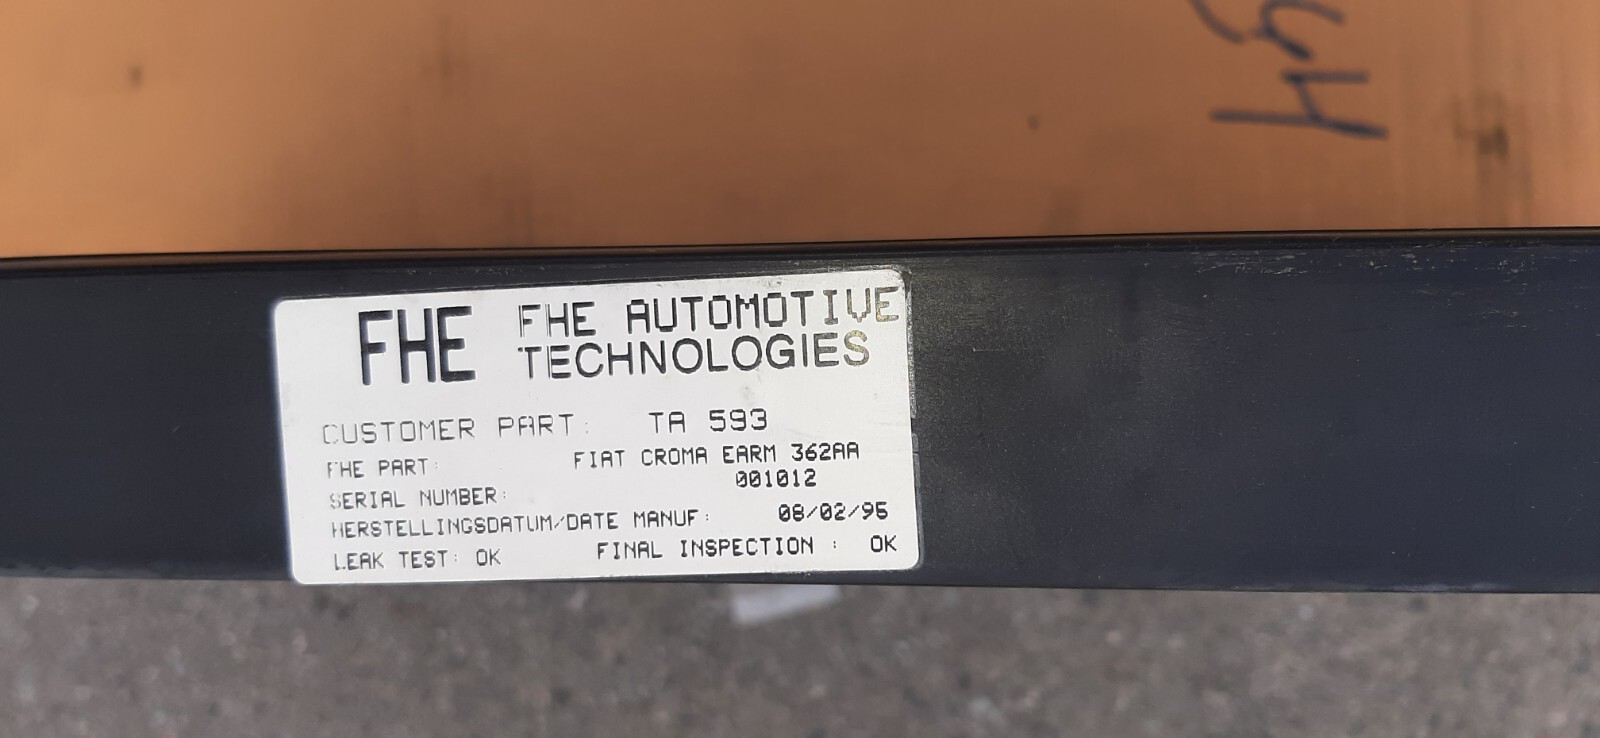 FHE FHE AUTOMOTIVE
TECHNOLOGIES
CUSTOMER PART: TA 593
FHE PART: FIAT CROMA EARM 362AA
SERIAL NUMBER: 001012
HERSTELLINGSDATUM/DATE MANUF: 08/02/95
LEAK TEST: OK FINAL INSPECTION : OK